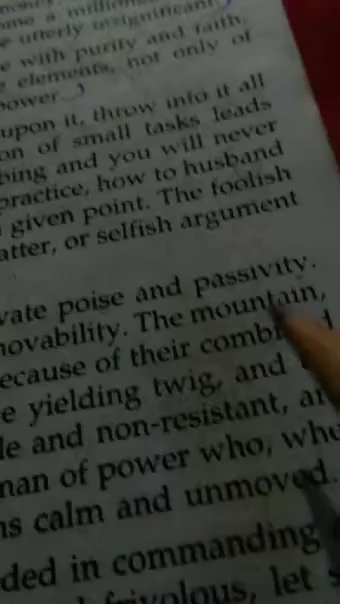 utterly insignificant
with purity and faith,
elements, not only of
power
upon it, throw into it all
on of small tasks leads
bing and you will never
practice, how to husband
given point. The foolish
atter, or selfish argument
vate poise and passivity.
ovability. The mountain,
ecause of their
e yielding twig, and
le and non-resistant,
nan of power who,
ns calm and unmoved.
ded in commanding
frivolous, let